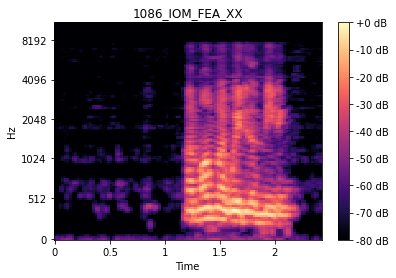 1086_IOM_FEA_XX
8192
4096
2048
1024
512
0
Hz
0 0.5 1 1.5 2
Time
+0 dB
-10 dB
-20 dB
-30 dB
-40 dB
-50 dB
-60 dB
-70 dB
-80 dB